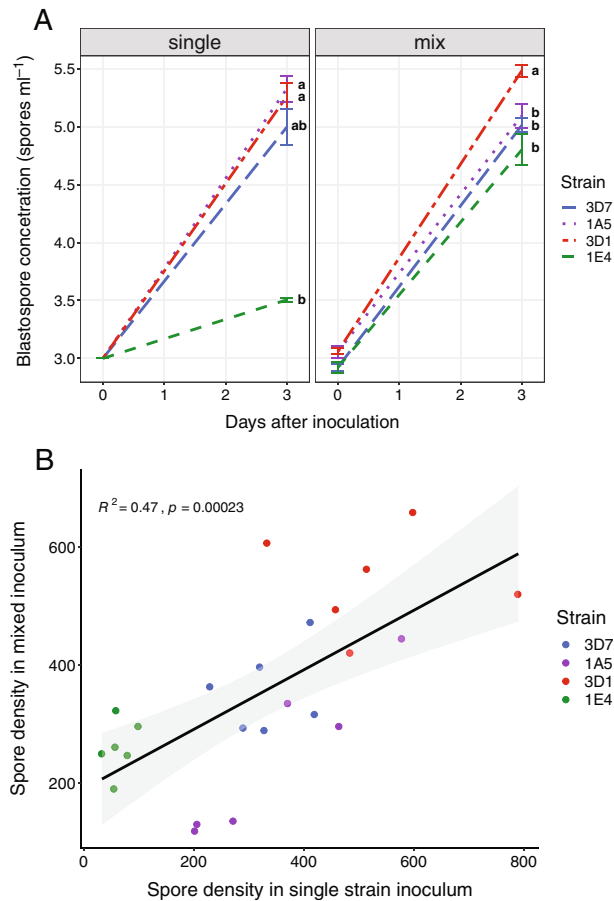 A
single
mix
Blastospore concetration (spores ml⁻¹)
5.5
5.0
4.5
4.0
3.5
3.0
a
a
ab
b
a
b
b
b
0
1
2
3
0
1
2
3
Days after inoculation
Strain
3D7
1A5
3D1
1E4
B
R² = 0.47 , p = 0.00023
Spore density in mixed inoculum
600
400
200
0
200
400
600
800
Spore density in single strain inoculum
Strain
3D7
1A5
3D1
1E4